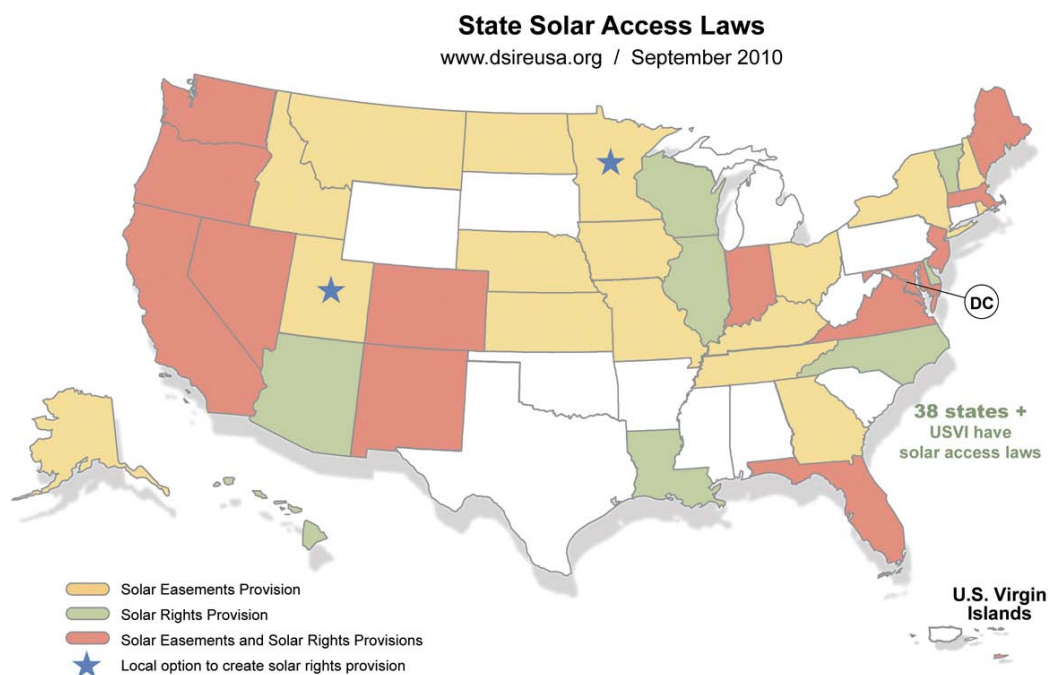 State Solar Access Laws
www.dsireusa.org / September 2010
DC
38 states +
USVI have
solar access laws
Solar Easements Provision
Solar Rights Provision
Solar Easements and Solar Rights Provisions
Local option to create solar rights provision
U.S. Virgin
Islands